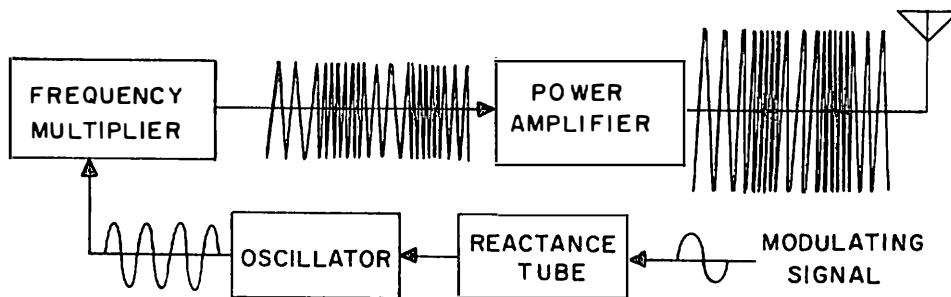 FREQUENCY
MULTIPLIER
POWER
AMPLIFIER
OSCILLATOR
REACTANCE
TUBE
MODULATING
SIGNAL